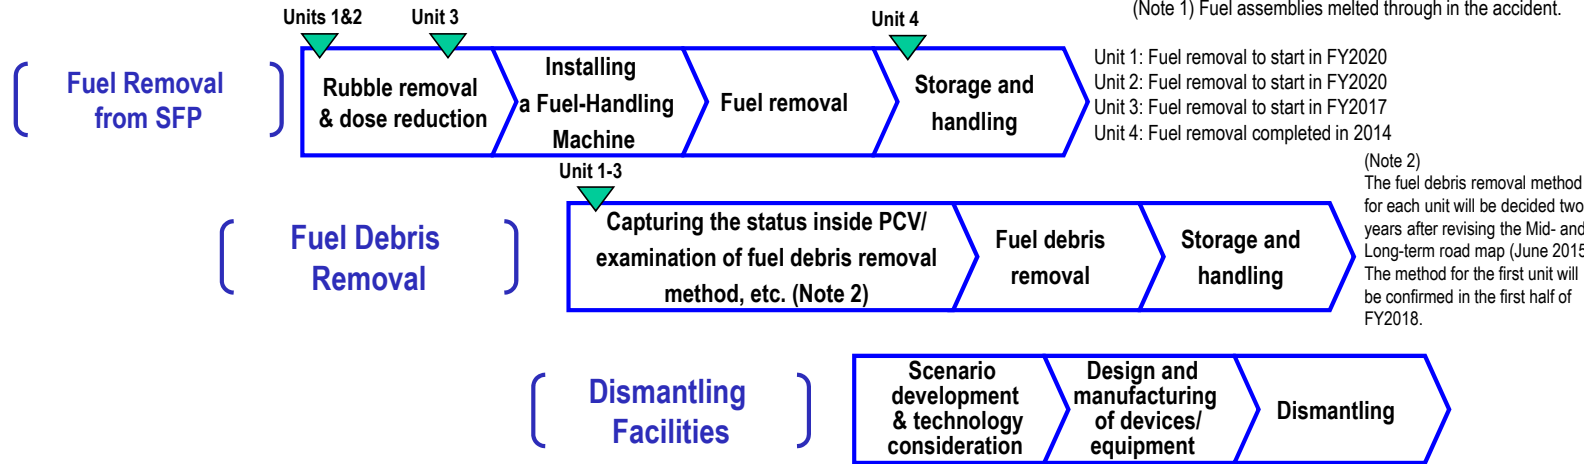 (Note 1) Fuel assemblies melted through in the accident.
Units 1&2
Unit 3
Unit 4
Fuel Removal
from SFP
Rubble removal
& dose reduction
Installing
a Fuel-Handling
Machine
Fuel removal
Storage and
handling
Unit 1: Fuel removal to start in FY2020
Unit 2: Fuel removal to start in FY2020
Unit 3: Fuel removal to start in FY2017
Unit 4: Fuel removal completed in 2014
Unit 1-3
Fuel Debris
Removal
Capturing the status inside PCV/
examination of fuel debris removal
method, etc. (Note 2)
Fuel debris
removal
Storage and
handling
(Note 2)
The fuel debris removal method
for each unit will be decided two
years after revising the Mid- and
Long-term road map (June 2015
The method for the first unit will
be confirmed in the first half of
FY2018.
Dismantling
Facilities
Scenario
development
& technology
consideration
Design and
manufacturing
of devices/
equipment
Dismantling